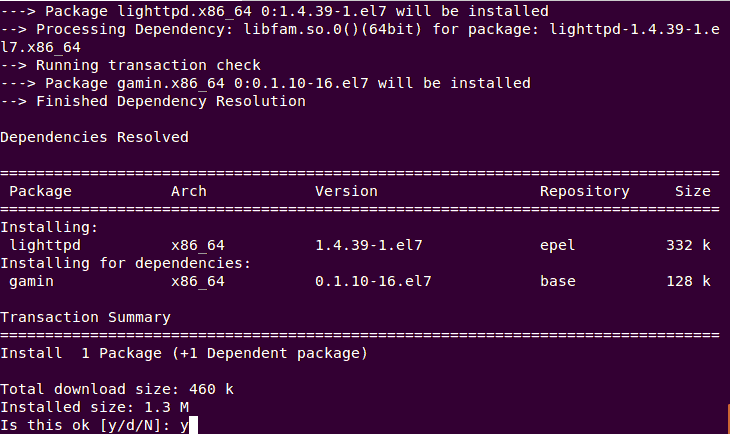 ---> Package lighttpd.x86_64 0:1.4.39-1.el7 will be installed
--> Processing Dependency: libfam.so.0()(64bit) for package: lighttpd-1.4.39-1.e
l7.x86_64
--> Running transaction check
---> Package gamin.x86_64 0:0.1.10-16.el7 will be installed
--> Finished Dependency Resolution

Dependencies Resolved

================================================================================
 Package           Arch            Version                  Repository     Size
================================================================================
Installing:
 lighttpd          x86_64          1.4.39-1.el7             epel          332 k
Installing for dependencies:
 gamin             x86_64          0.1.10-16.el7            base          128 k

Transaction Summary
================================================================================
Install  1 Package (+1 Dependent package)

Total download size: 460 k
Installed size: 1.3 M
Is this ok [y/d/N]: y